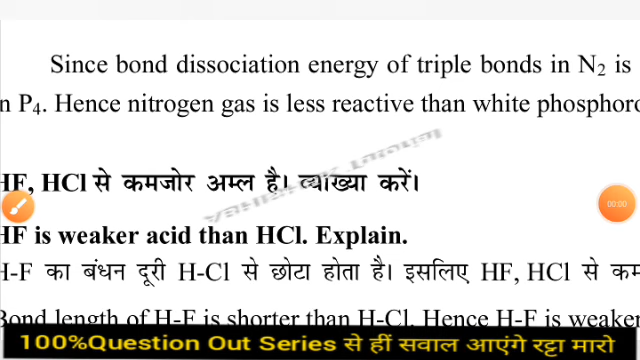 Since bond dissociation energy of triple bonds in N₂ is
n P₄. Hence nitrogen gas is less reactive than white phosphoro
HF, HCl से कमजोर अम्ल है। व्याख्या करें।
00:00
HF is weaker acid than HCl. Explain.
H-F का बंधन दूरी H-Cl से छोटा होता है। इसलिए HF, HCl से कम
Bond length of H-F is shorter than H-Cl. Hence H-F is weaker
100%Question Out Series से हीं सवाल आएंगे रट्टा मारो